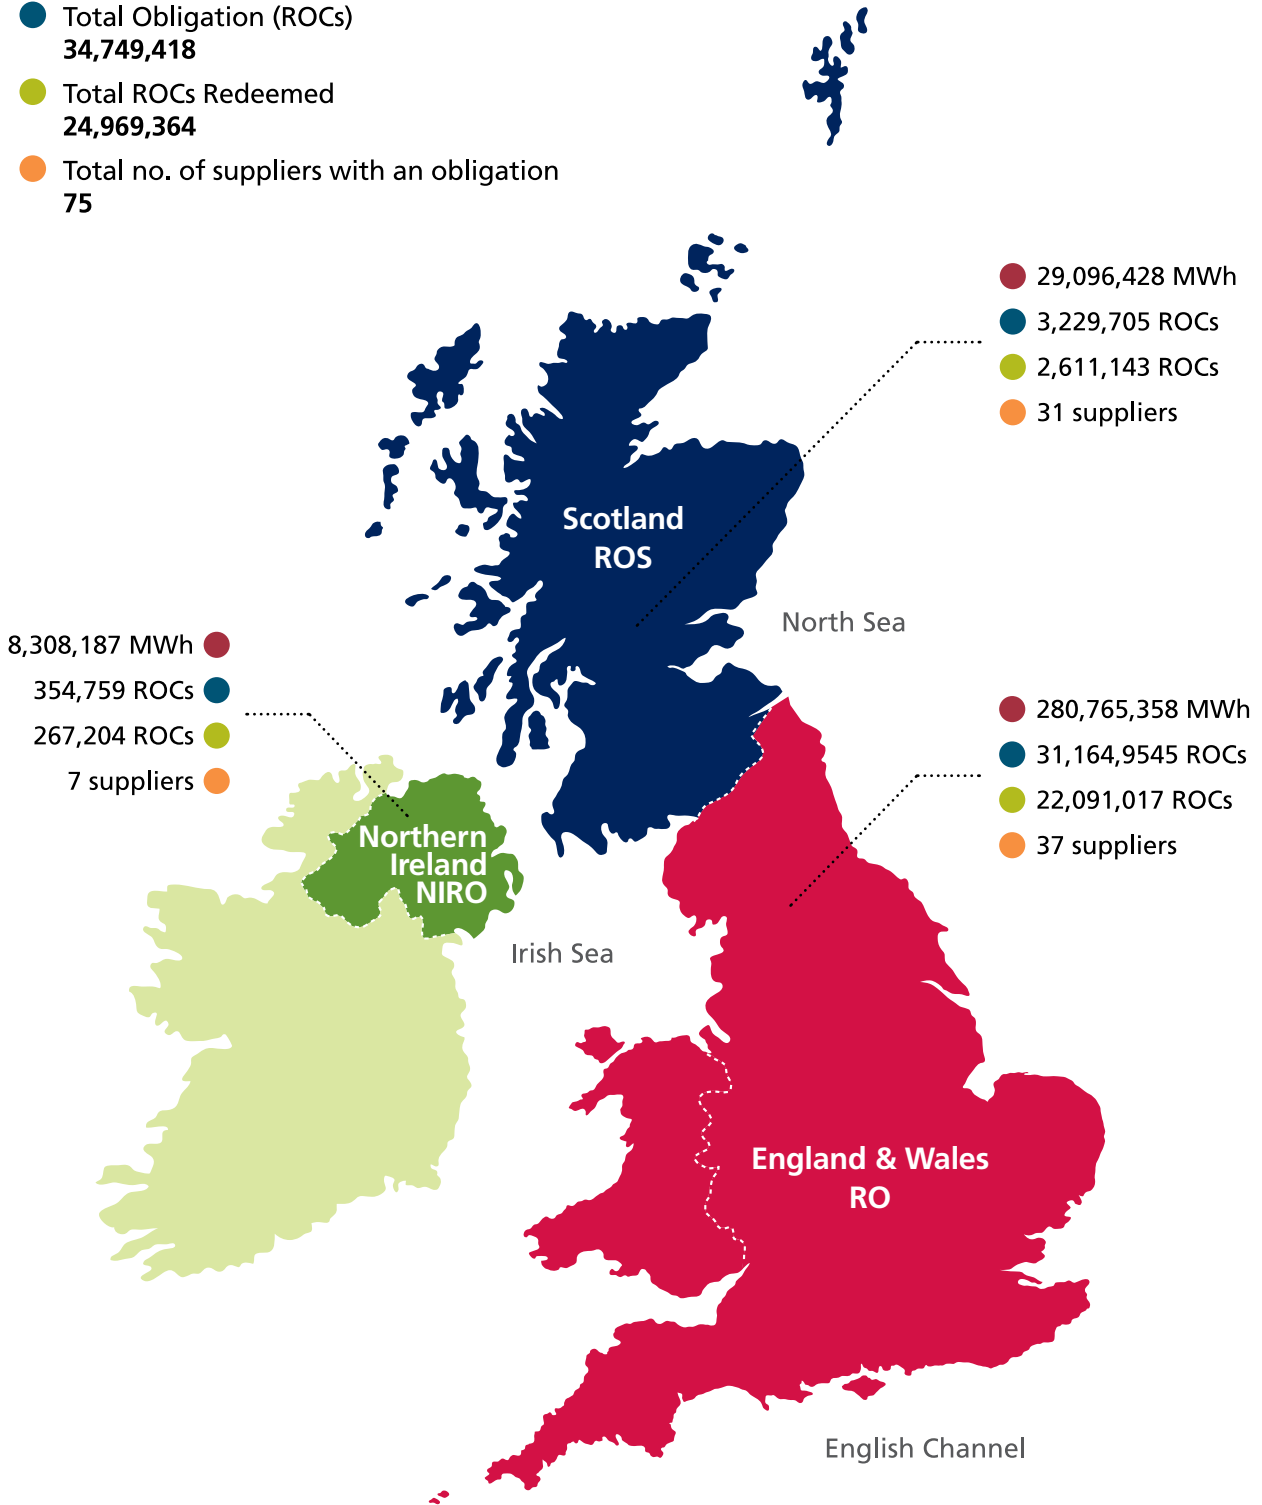 Total Obligation (ROCs)
34,749,418
Total ROCs Redeemed
24,969,364
Total no. of suppliers with an obligation
75
29,096,428 MWh
3,229,705 ROCs
2,611,143 ROCs
31 suppliers
Scotland
ROS
North Sea
8,308,187 MWh
354,759 ROCs
267,204 ROCs
7 suppliers
280,765,358 MWh
31,164,9545 ROCs
22,091,017 ROCs
37 suppliers
Northern
Ireland
NIRO
Irish Sea
England & Wales
RO
English Channel